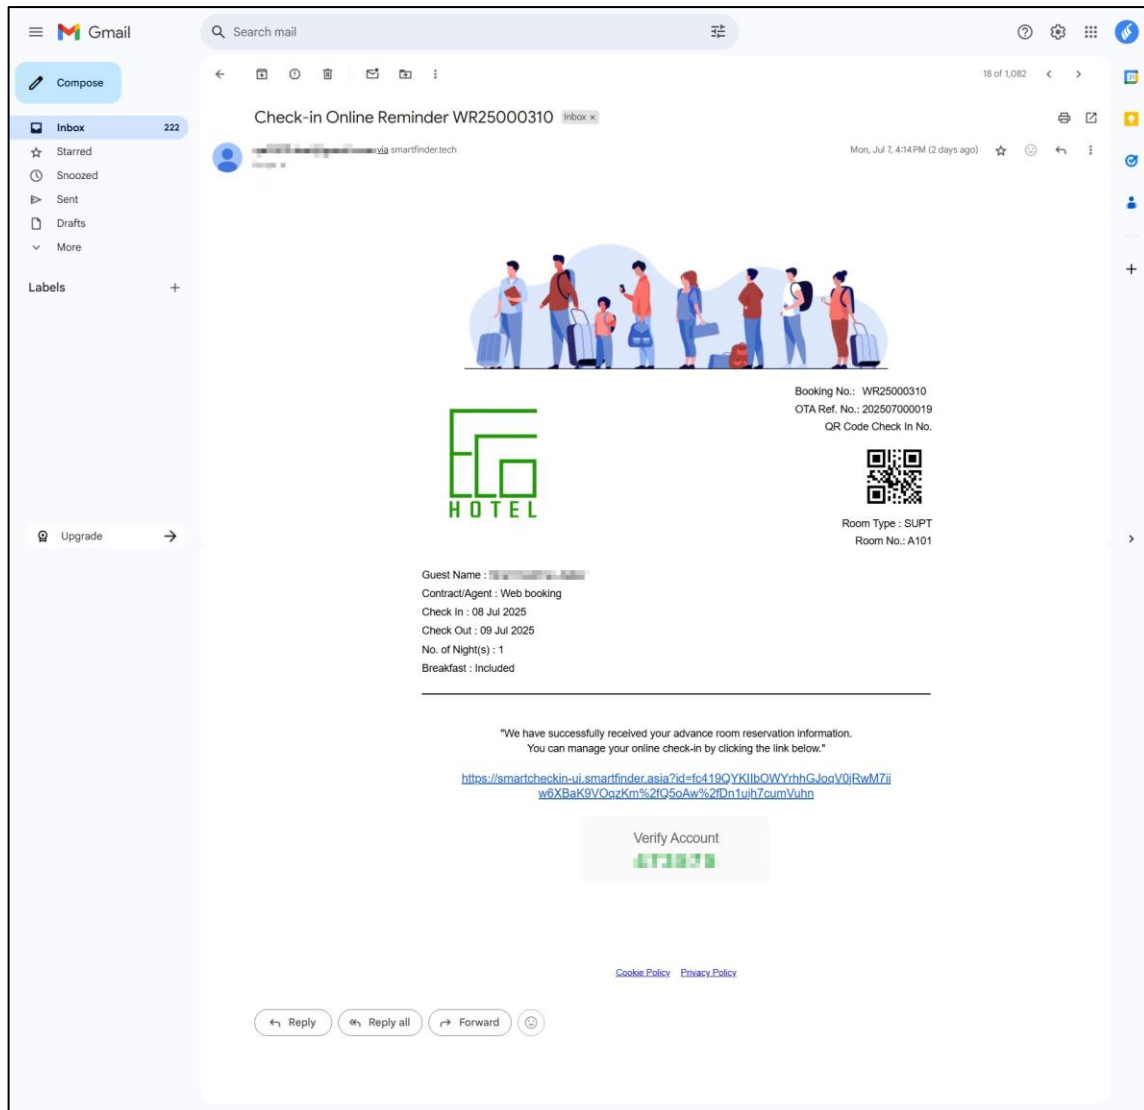 Gmail
Search mail
Compose
18 of 1,082
Inbox 222
Starred
Snoozed
Sent
Drafts
More
Labels
Upgrade
Check-in Online Reminder WR25000310 Inbox ×
via smartfinder.tech
Mon, Jul 7, 4:14 PM (2 days ago)
31
Booking No.: WR25000310
OTA Ref. No.: 202507000019
QR Code Check In No.
ECO
HOTEL
Room Type : SUPT
Room No.: A101
Guest Name :
Contract/Agent : Web booking
Check In : 08 Jul 2025
Check Out : 09 Jul 2025
No. of Night(s) : 1
Breakfast : Included
"We have successfully received your advance room reservation information.
You can manage your online check-in by clicking the link below."
https://smartcheckin-ui.smartfinder.asia?id=fc419QYKIIbOWYrhhGJoqV0jRwM7ii
w6XBaK9VOqzKm%2fQ5oAw%2fDn1ujh7cumVuhn
Verify Account
Cookie Policy Privacy Policy
Reply
Reply all
Forward